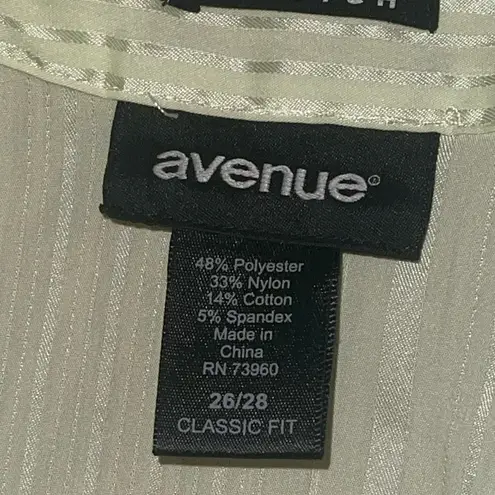 avenue®
48% Polyester
33% Nylon
14% Cotton
5% Spandex
Made in
China
RN 73960
26/28
CLASSIC FIT